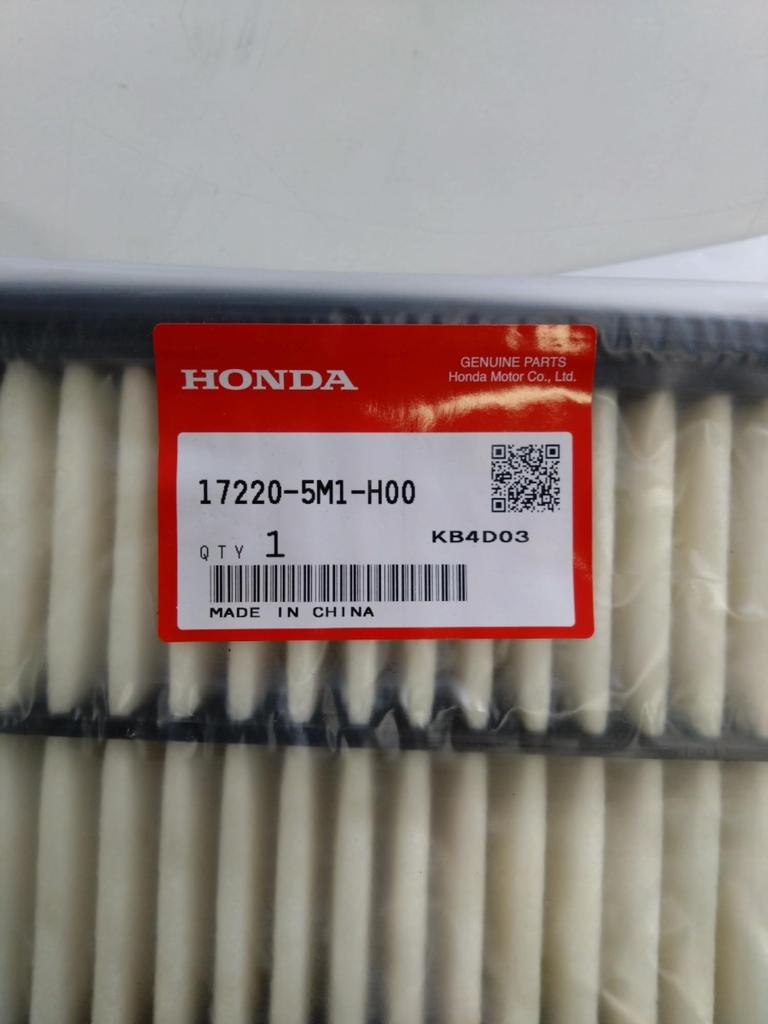 HONDA
GENUINE PARTS
Honda Motor Co., Ltd.
17220-5M1-H00
QTY 1
KB4D03
MADE IN CHINA